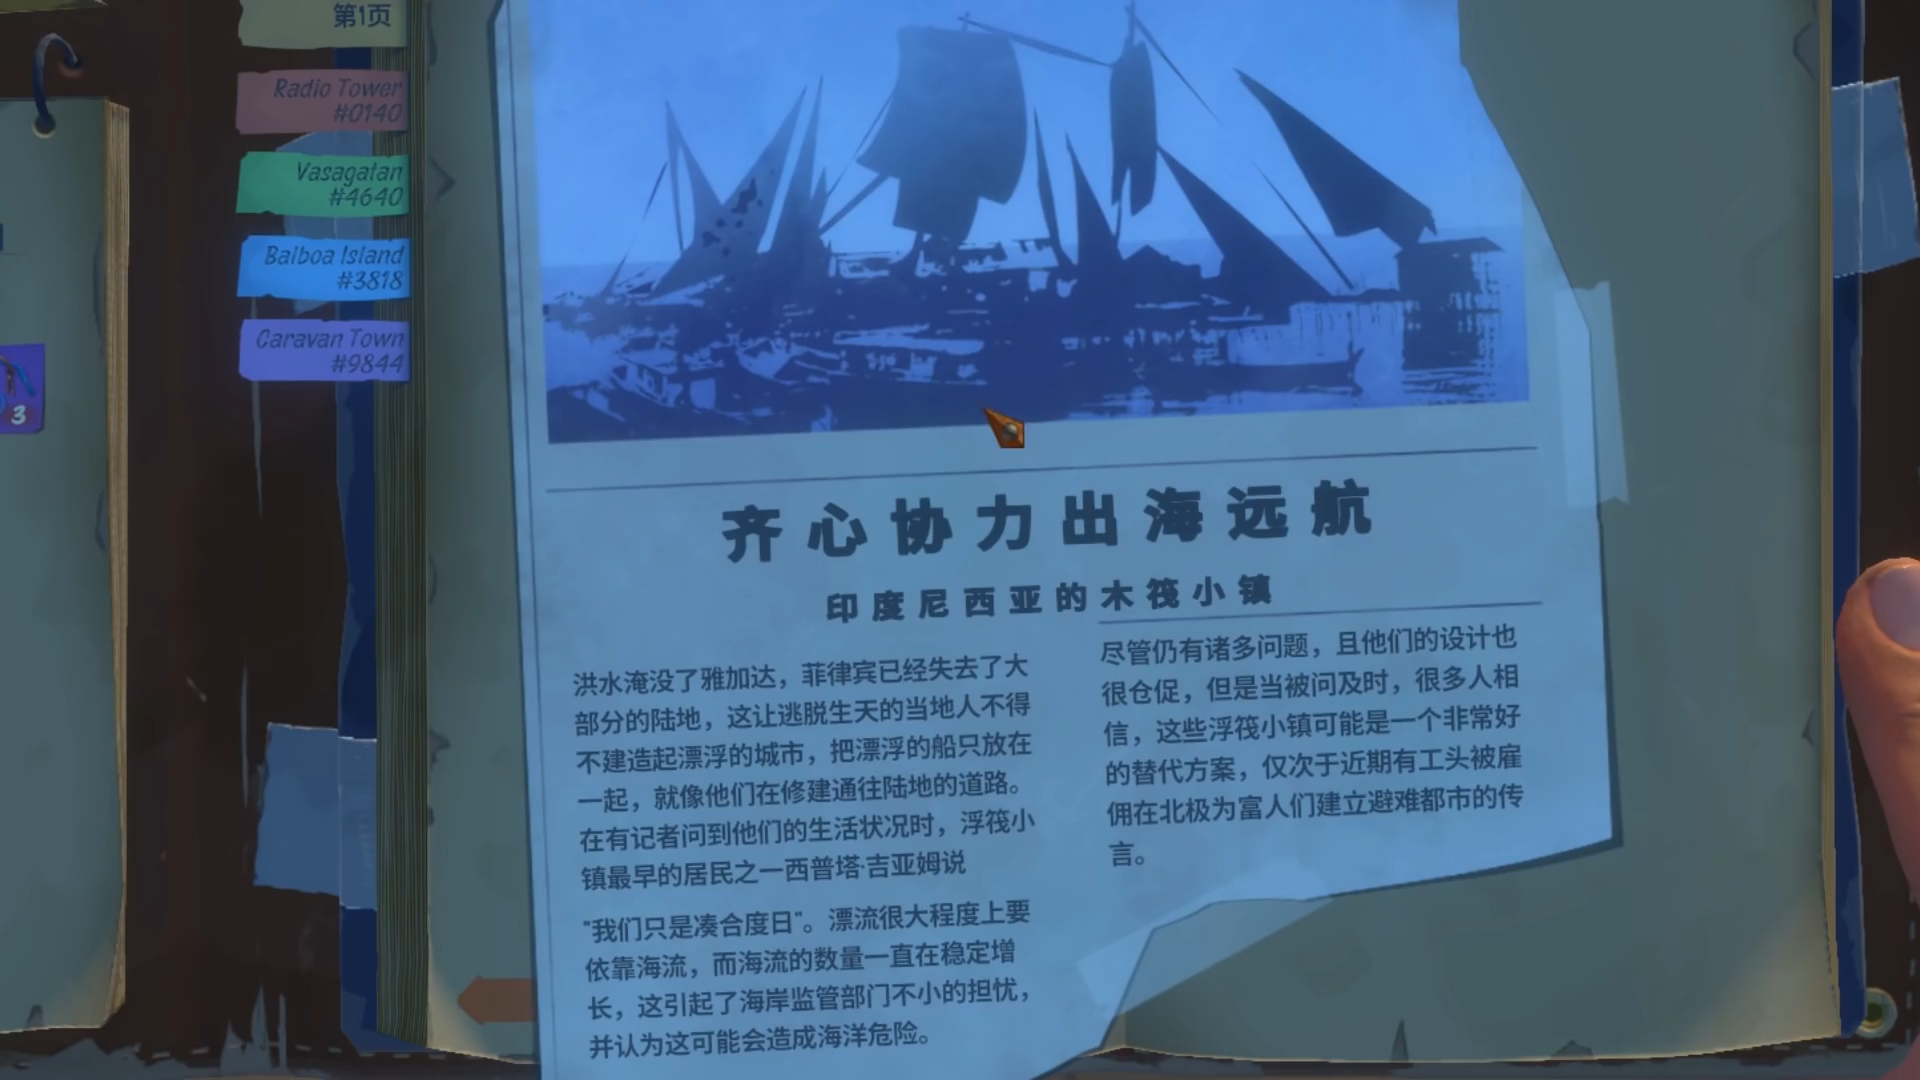 第1页
Radio Tower
#0140
Vasagatan
#4640
Balboa Island
#3818
Caravan Town
#9844
3
齐心协力出海远航
印度尼西亚的木筏小镇
洪水淹没了雅加达，菲律宾已经失去了大
部分的陆地，这让逃脱生天的当地人不得
不建造起漂浮的城市，把漂浮的船只放在
一起，就像他们在修建通往陆地的道路。
在有记者问到他们的生活状况时，浮筏小
镇最早的居民之一西普塔·吉亚姆说
"我们只是凑合度日"。漂流很大程度上要
依靠海流，而海流的数量一直在稳定增
长，这引起了海岸监管部门不小的担忧，
并认为这可能会造成海洋危险。
尽管仍有诸多问题，且他们的设计也
很仓促，但是当被问及时，很多人相
信，这些浮筏小镇可能是一个非常好
的替代方案，仅次于近期有工头被雇
佣在北极为富人们建立避难都市的传
言。